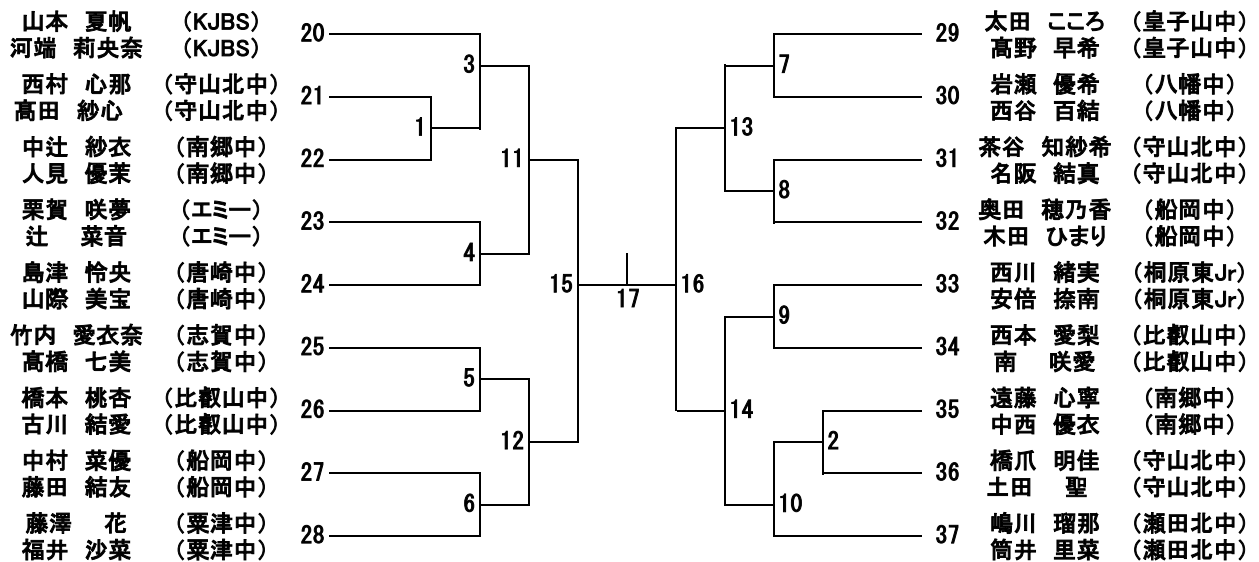 山本 夏帆 (KJBS)
河端 莉央奈 (KJBS)
20
西村 心那 (守山北中)
髙田 紗心 (守山北中)
21
中辻 紗衣 (南郷中)
人見 優茉 (南郷中)
22
栗賀 咲夢 (エミー)
辻 菜音 (エミー)
23
島津 怜央 (唐崎中)
山際 美宝 (唐崎中)
24
竹内 愛衣奈 (志賀中)
髙橋 七美 (志賀中)
25
橋本 桃杏 (比叡山中)
古川 結愛 (比叡山中)
26
中村 菜優 (船岡中)
藤田 結友 (船岡中)
27
藤澤 花 (粟津中)
福井 沙菜 (粟津中)
28
3
1
11
4
15
5
12
6
17
7
13
8
16
9
14
2
10
29
太田 こころ (皇子山中)
髙野 早希 (皇子山中)
30
岩瀬 優希 (八幡中)
西谷 百結 (八幡中)
31
茶谷 知紗希 (守山北中)
名阪 結真 (守山北中)
32
奥田 穂乃香 (船岡中)
木田 ひまり (船岡中)
33
西川 緒実 (桐原東Jr)
安倍 捺南 (桐原東Jr)
34
西本 愛梨 (比叡山中)
南 咲愛 (比叡山中)
35
遠藤 心寧 (南郷中)
中西 優衣 (南郷中)
36
橋爪 明佳 (守山北中)
土田 聖 (守山北中)
37
嶋川 瑠那 (瀬田北中)
筒井 里菜 (瀬田北中)